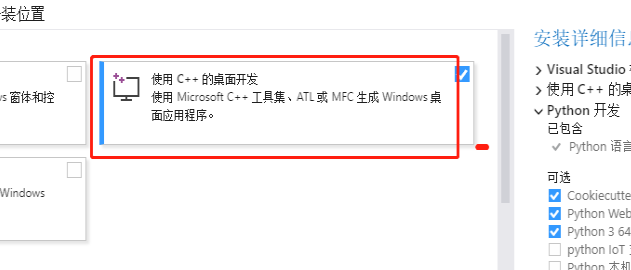 装位置
安装详细信息
使用 C++ 的桌面开发
使用 Microsoft C++ 工具集、ATL 或 MFC 生成 Windows 桌
面应用程序。
窗体和控
Windows
Visual Studio
使用 C++ 的桌
Python 开发
已包含
Python 语言
可选
Cookiecutte
Python Web
Python 3 64
python IoT
Python 本机